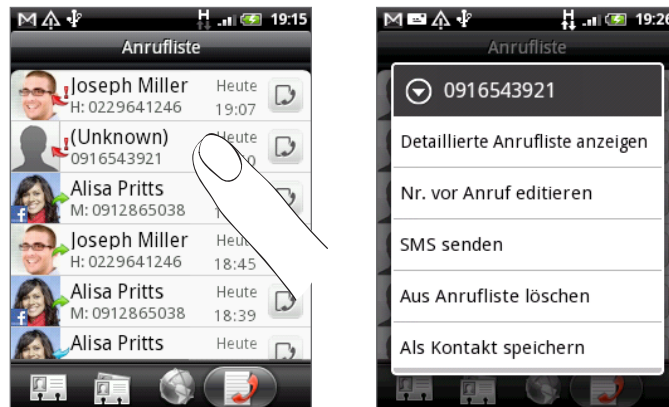 H 19:15
Anrufliste
Joseph Miller Heute
H: 0229641246 19:07
(Unknown) Heute
0916543921
Alisa Pritts
M: 0912865038
Joseph Miller
H: 0229641246 18:45
Alisa Pritts Heute
M: 0912865038 18:39
Alisa Pritts Heute
H 19:26
Anrufliste
0916543921
Detaillierte Anrufliste anzeigen
Nr. vor Anruf editieren
SMS senden
Aus Anrufliste löschen
Als Kontakt speichern